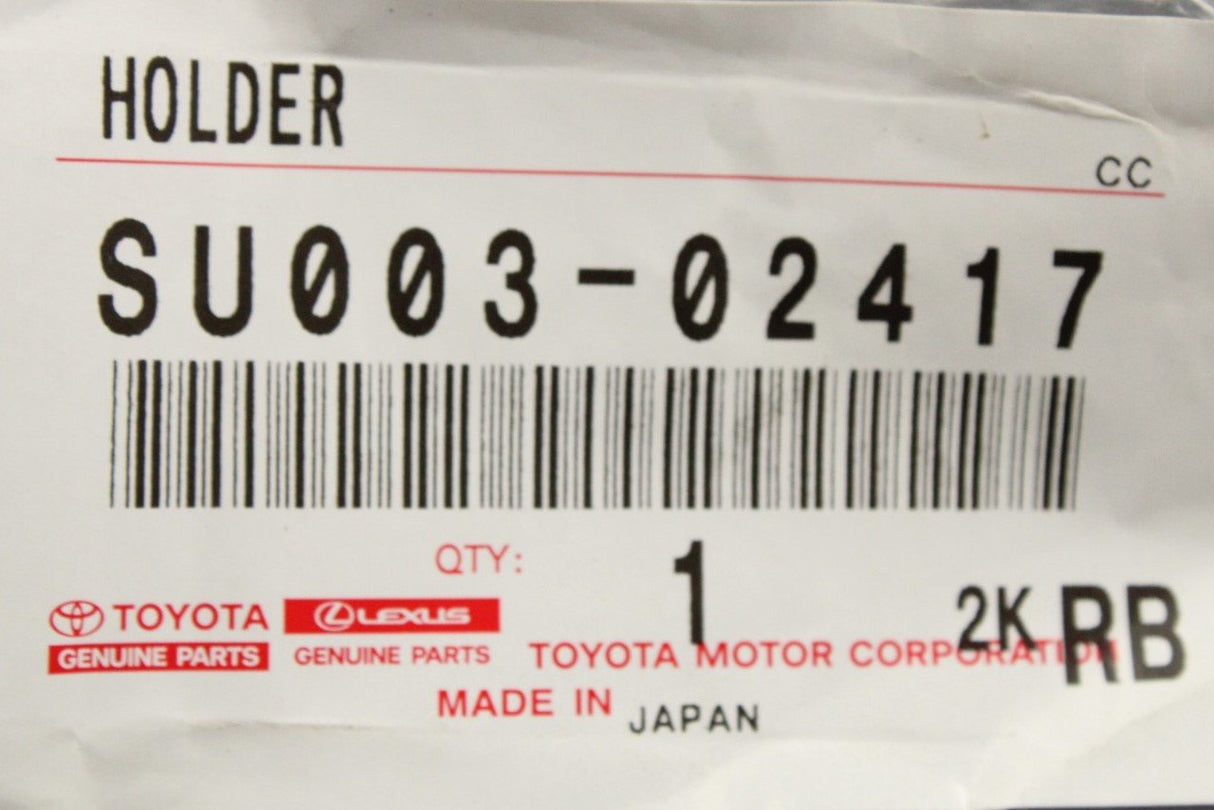 HOLDER
CC
SU003-02417
QTY: 1
TOYOTA LEXUS 2K RB
GENUINE PARTS GENUINE PARTS TOYOTA MOTOR CORPORATION
MADE IN JAPAN